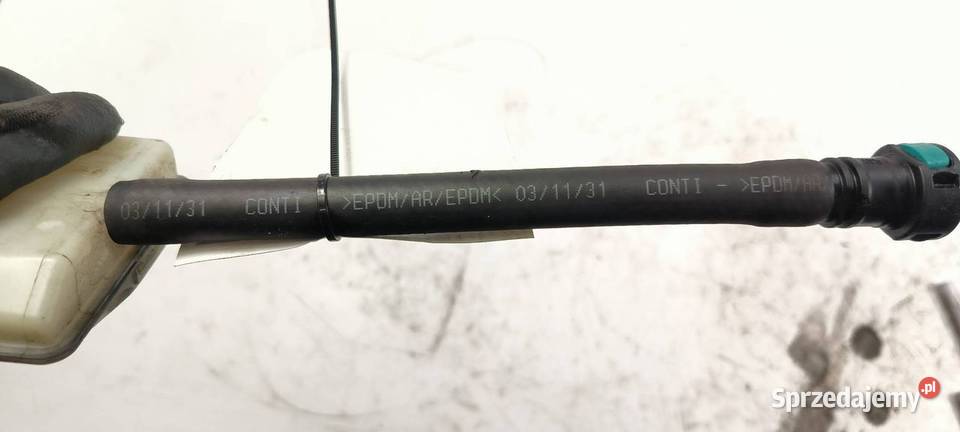 03/11/31 CONTI - >EPDM/AR/EPDM< 03/11/31 CONTI - >EPDM/AR
Sprzedajemy.pl